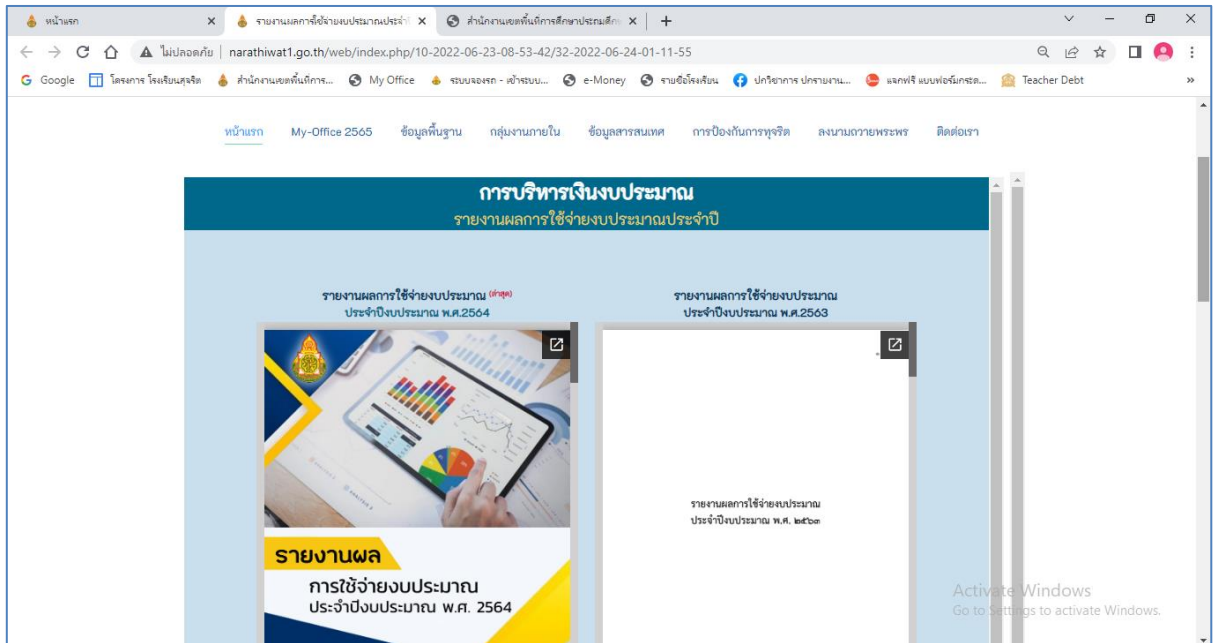 หน้าแรก
รายงานผลการใช้จ่ายงบประมาณประจำปี
สำนักงานเขตพื้นที่การศึกษาประถมศึก
ไม่ปลอดภัย
narathiwat1.go.th/web/index.php/10-2022-06-23-08-53-42/32-2022-06-24-01-11-55
Google
โครงการ โรงเรียนสุจริต
สำนักงานเขตพื้นที่การ...
My Office
ระบบจองรถ - เข้าระบบ...
e-Money
รายชื่อโรงเรียน
ปกวิชาการ ปกรายงาน...
แจกฟรี แบบฟอร์มกรอ...
Teacher Debt
»
หน้าแรก My-Office 2565 ข้อมูลพื้นฐาน กลุ่มงานภายใน ข้อมูลสารสนเทศ การป้องกันการทุจริต ลงนามถวายพระพร ติดต่อเรา
การบริหารเงินงบประมาณ
รายงานผลการใช้จ่ายงบประมาณประจำปี
รายงานผลการใช้จ่ายงบประมาณ (ล่าสุด)
ประจำปีงบประมาณ พ.ศ.2564
รายงานผลการใช้จ่ายงบประมาณ
ประจำปีงบประมาณ พ.ศ.2563
รายงานผล
การใช้จ่ายงบประมาณ
ประจำปีงบประมาณ พ.ศ. 2564
รายงานผลการใช้จ่ายงบประมาณ
ประจำปีงบประมาณ พ.ศ. ๒๕๖๓
Activate Windows
Go to Settings to activate Windows.